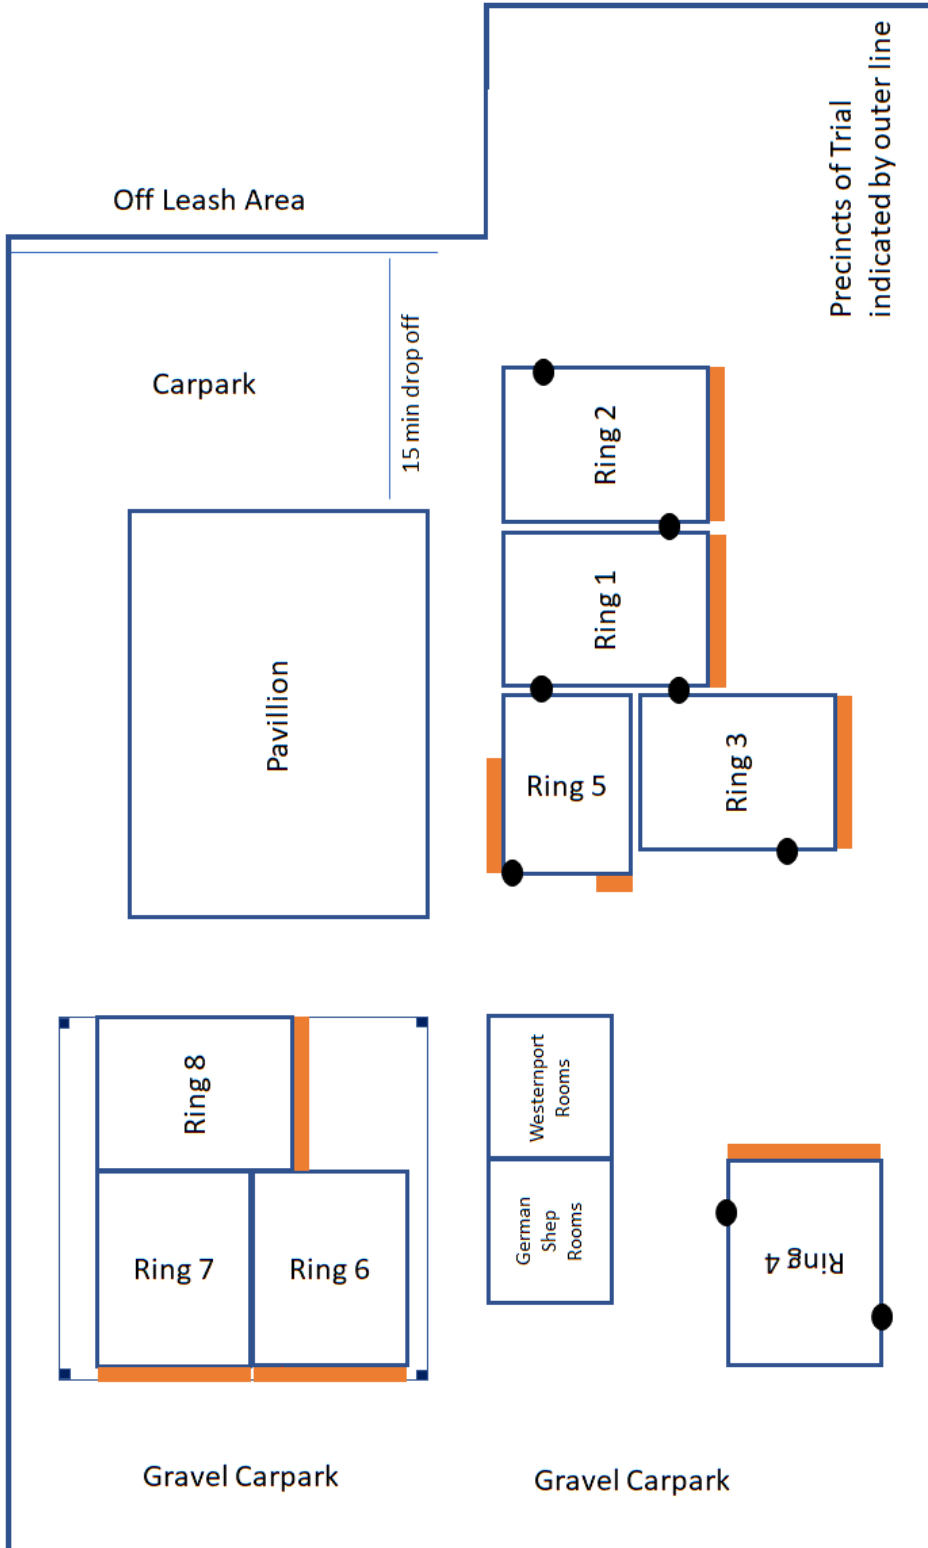 Precincts of Trial
indicated by outer line
Off Leash Area
Carpark
15 min drop off
Ring 2
Ring 1
Pavillion
Ring 5
Ring 3
Ring 8
Westernport
Rooms
German
Shep
Rooms
Ring 7
Ring 6
Ring 4
Gravel Carpark
Gravel Carpark